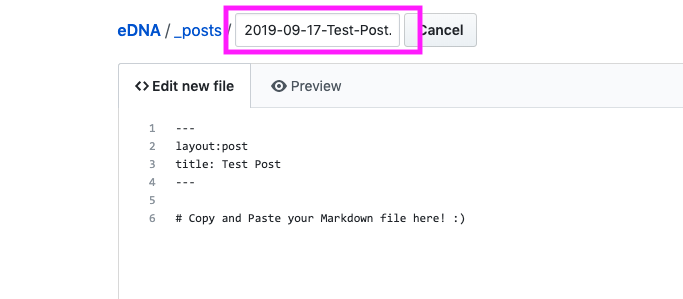 eDNA / _posts / 2019-09-17-Test-Post. Cancel
<> Edit new file Preview
1 ---
2 layout:post
3 title: Test Post
4 ---
5
6 # Copy and Paste your Markdown file here! :)